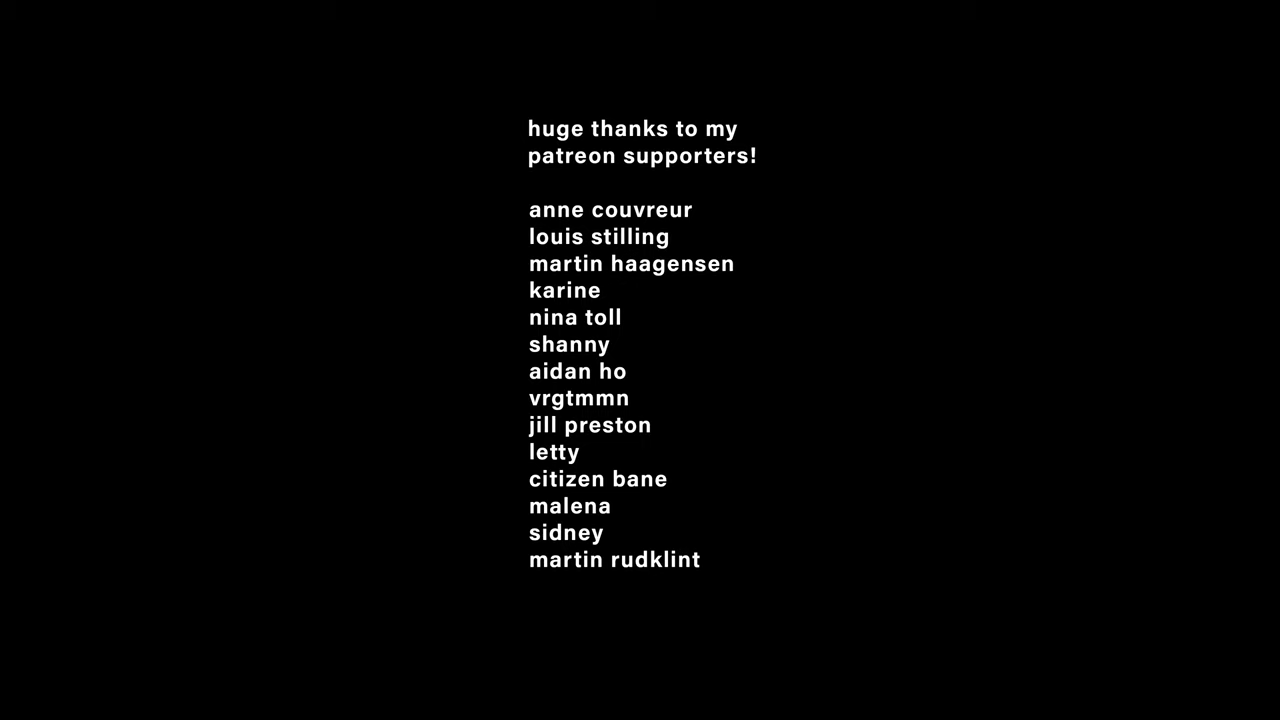 huge thanks to my
patreon supporters!
anne couvreur
louis stilling
martin haagensen
karine
nina toll
shanny
aidan ho
vrgtmmn
jill preston
letty
citizen bane
malena
sidney
martin rudklint